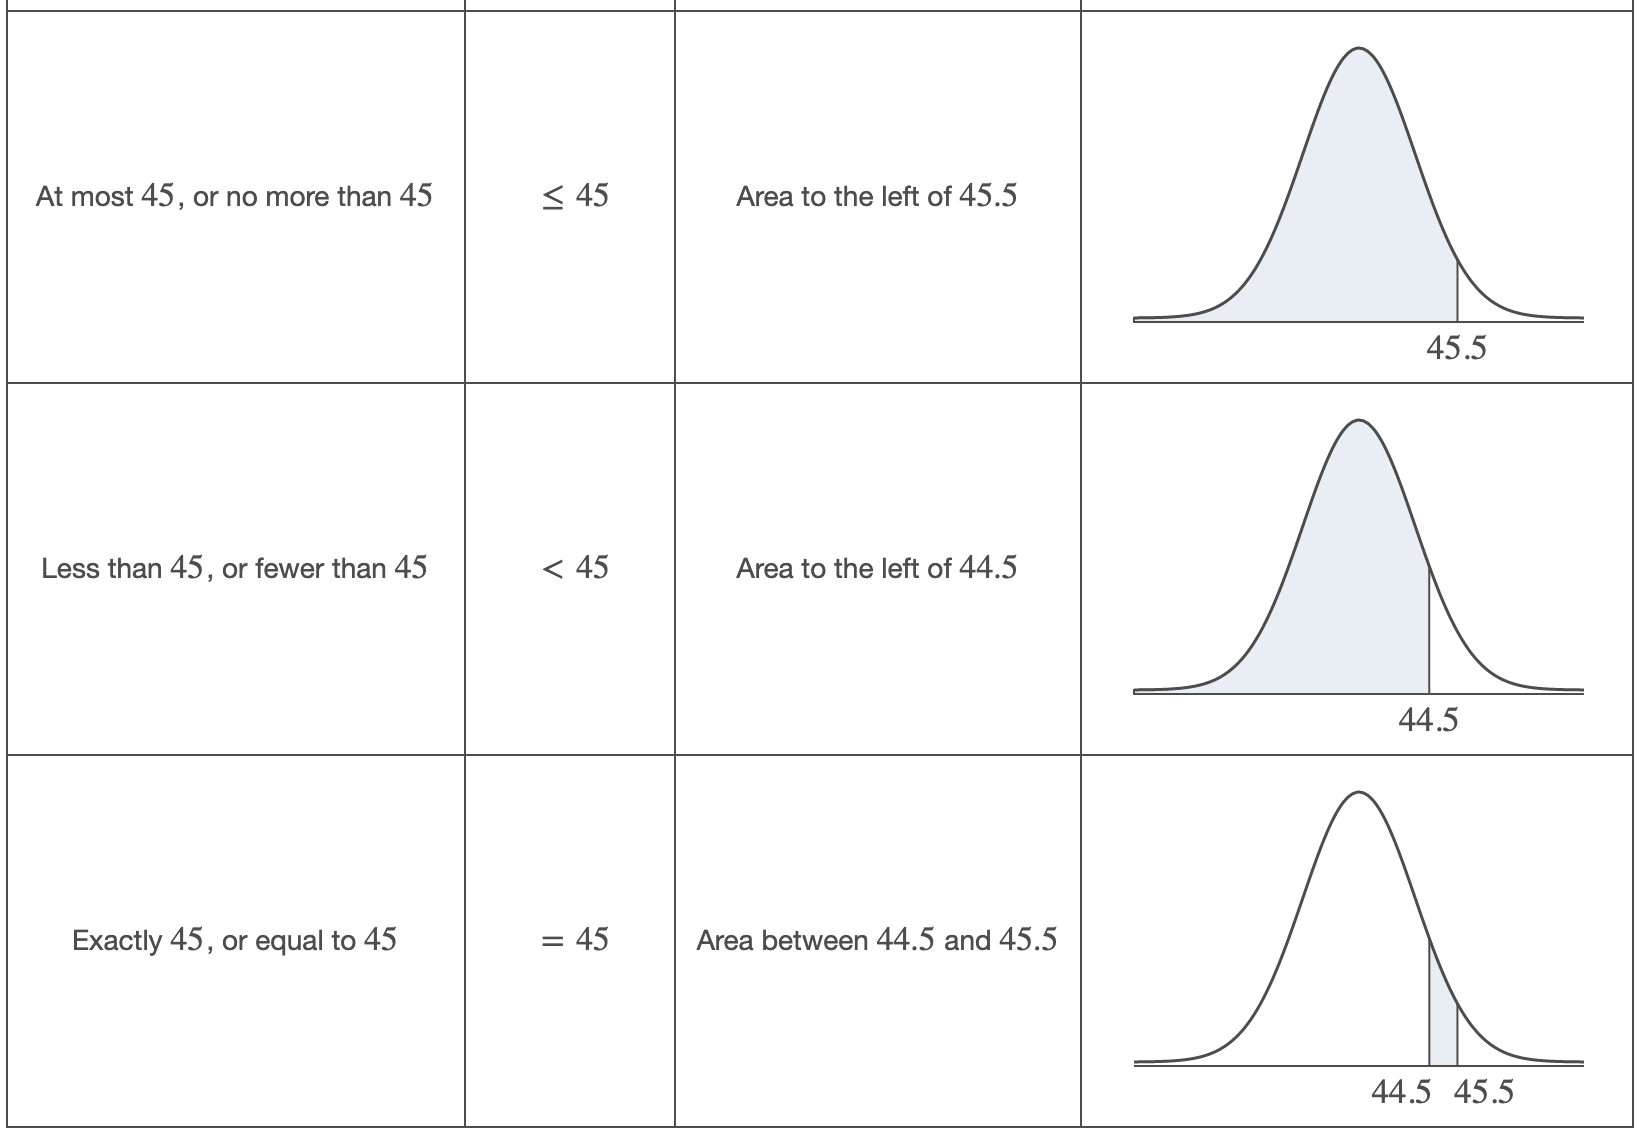 At most 45, or no more than 45
≤ 45
Area to the left of 45.5
45.5
Less than 45, or fewer than 45
< 45
Area to the left of 44.5
44.5
Exactly 45, or equal to 45
= 45
Area between 44.5 and 45.5
44.5 45.5